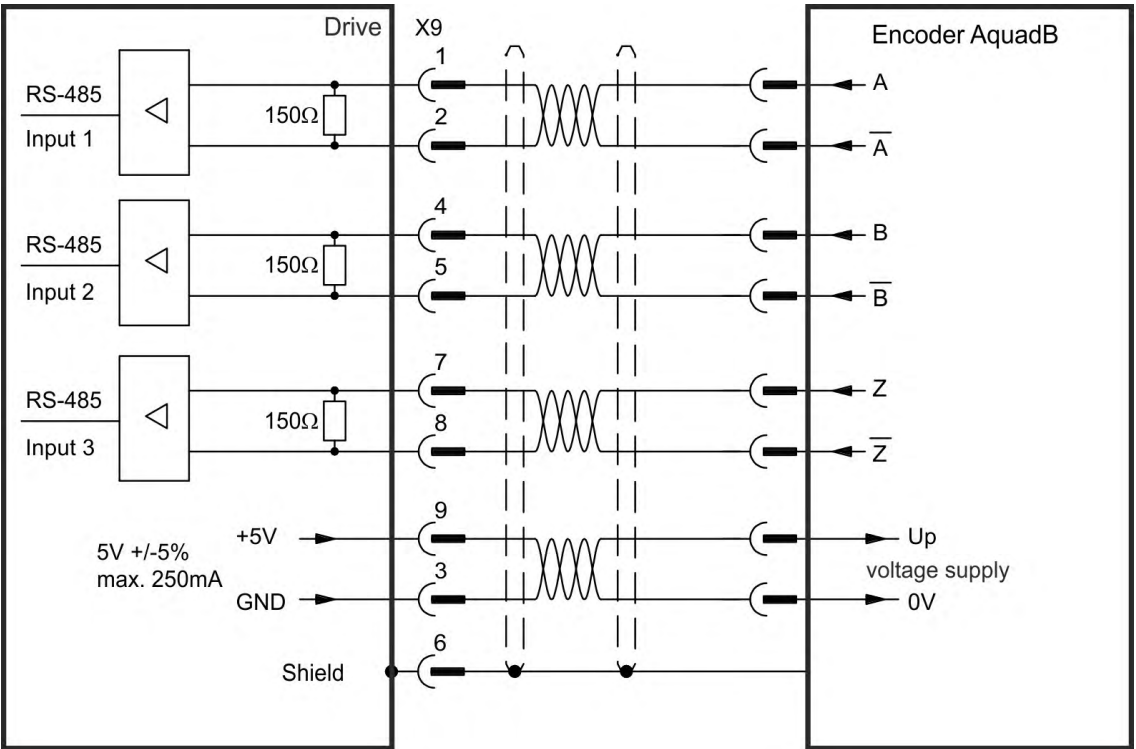 Drive
X9
Encoder AquadB
1
A
RS-485
150Ω
Input 1
2
A̅
4
B
RS-485
150Ω
Input 2
5
B̅
7
Z
RS-485
150Ω
Input 3
8
Z̅
9
+5V
Up
5V +/-5%
max. 250mA
voltage supply
3
GND
0V
6
Shield